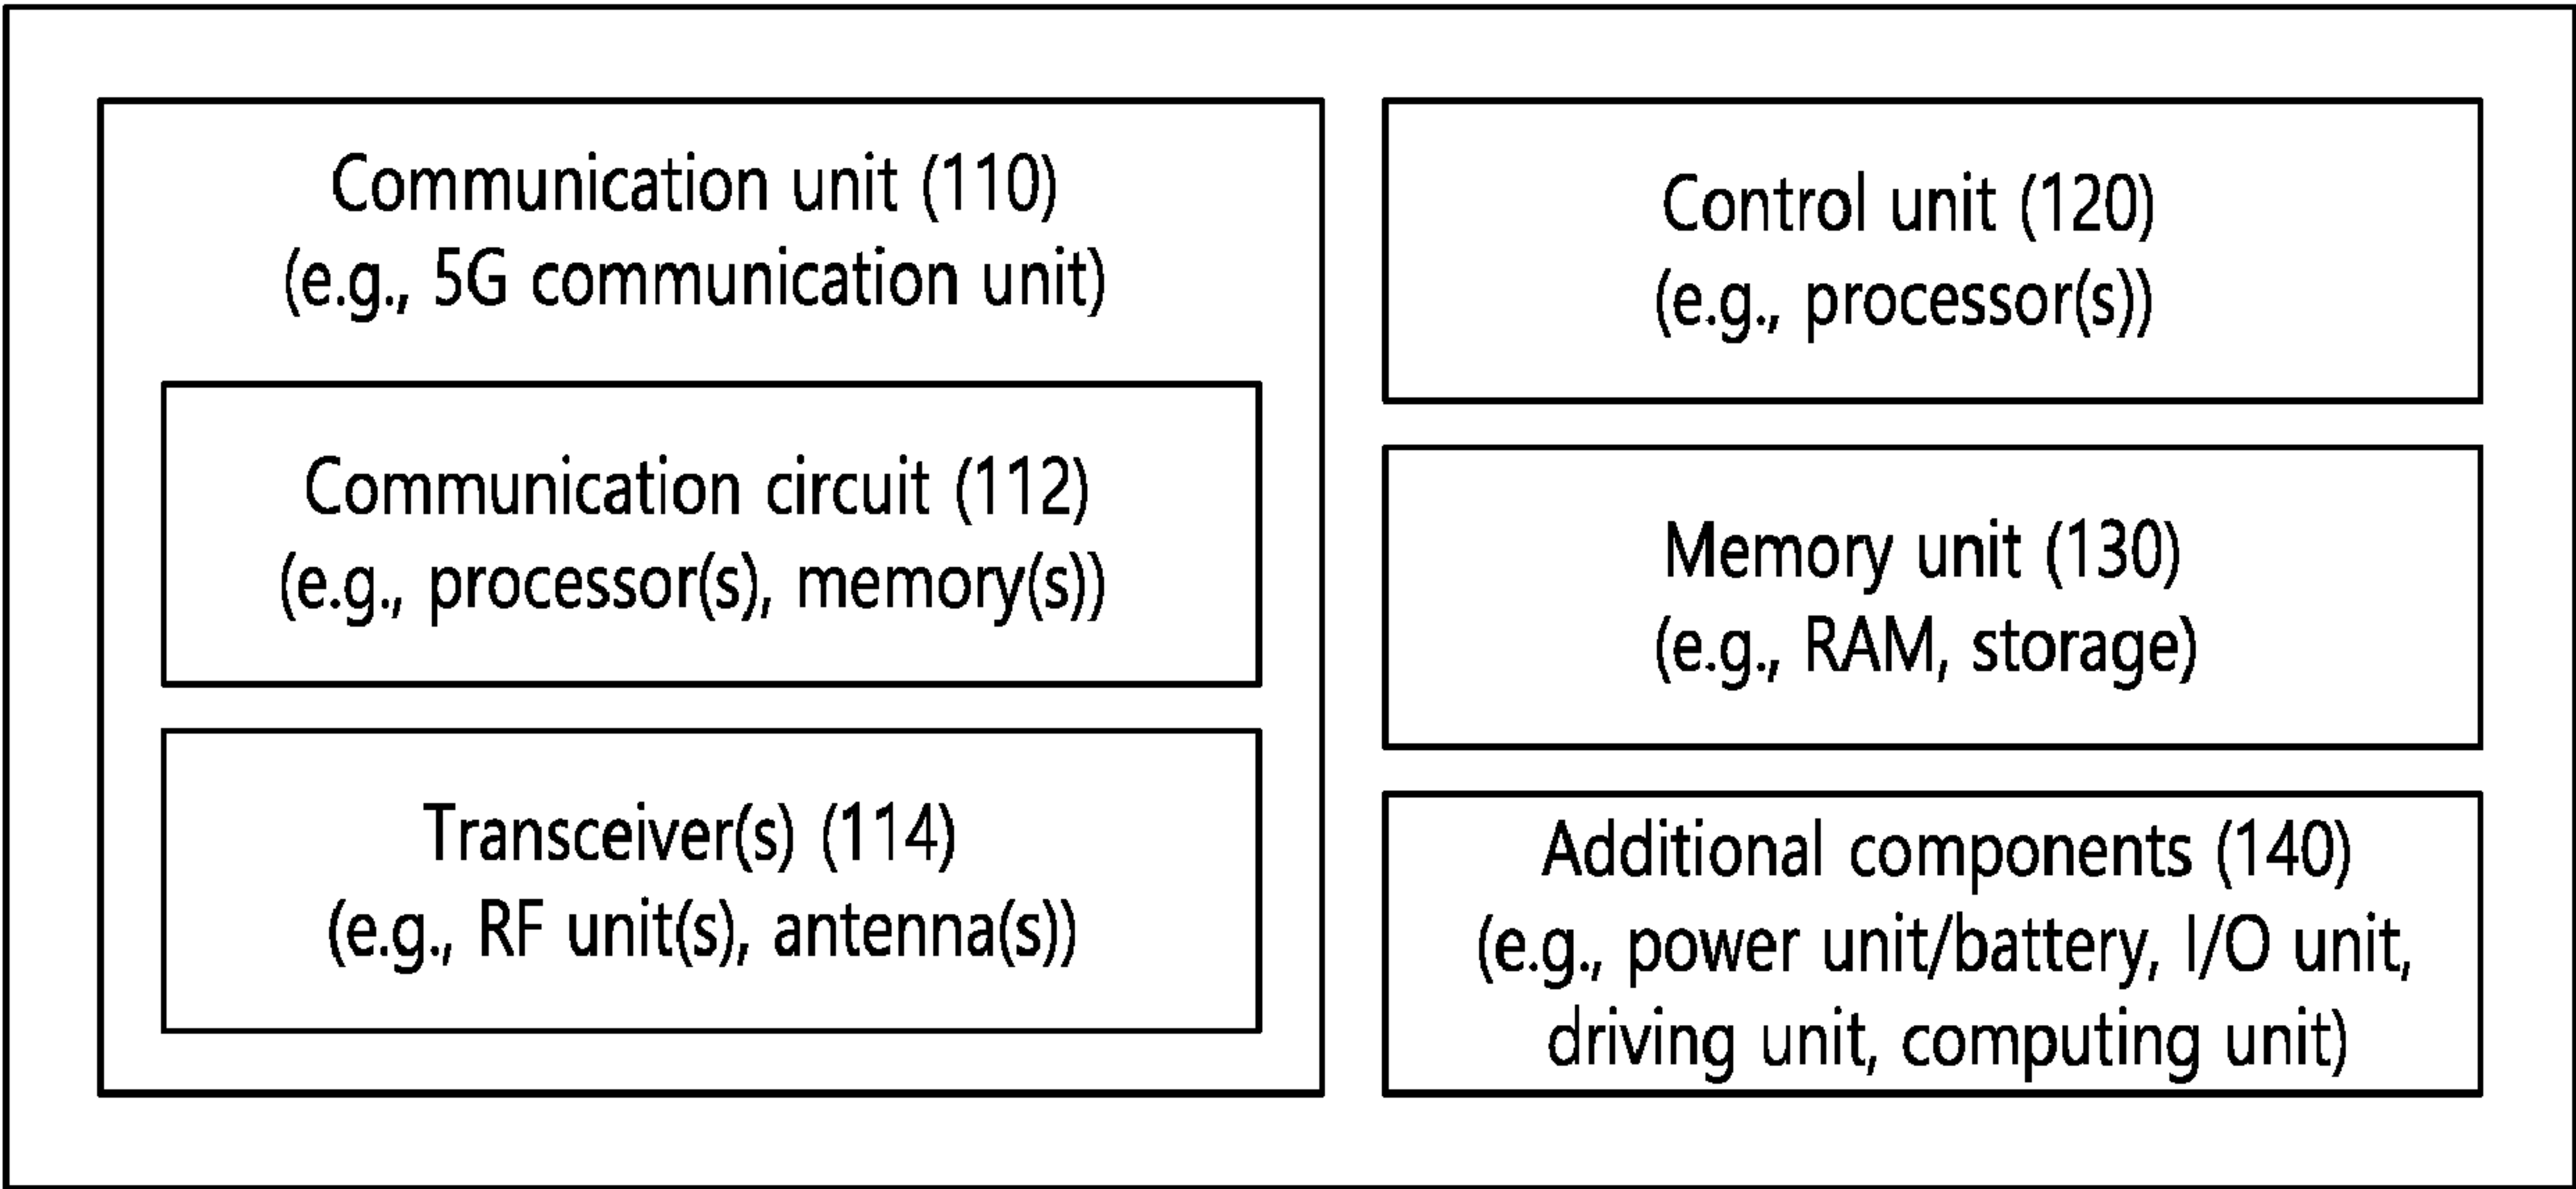 Communication unit (110)
(e.g., 5G communication unit)
Communication circuit (112)
(e.g., processor(s), memory(s))
Transceiver(s) (114)
(e.g., RF unit(s), antenna(s))
Control unit (120)
(e.g., processor(s))
Memory unit (130)
(e.g., RAM, storage)
Additional components (140)
(e.g., power unit/battery, I/O unit,
driving unit, computing unit)